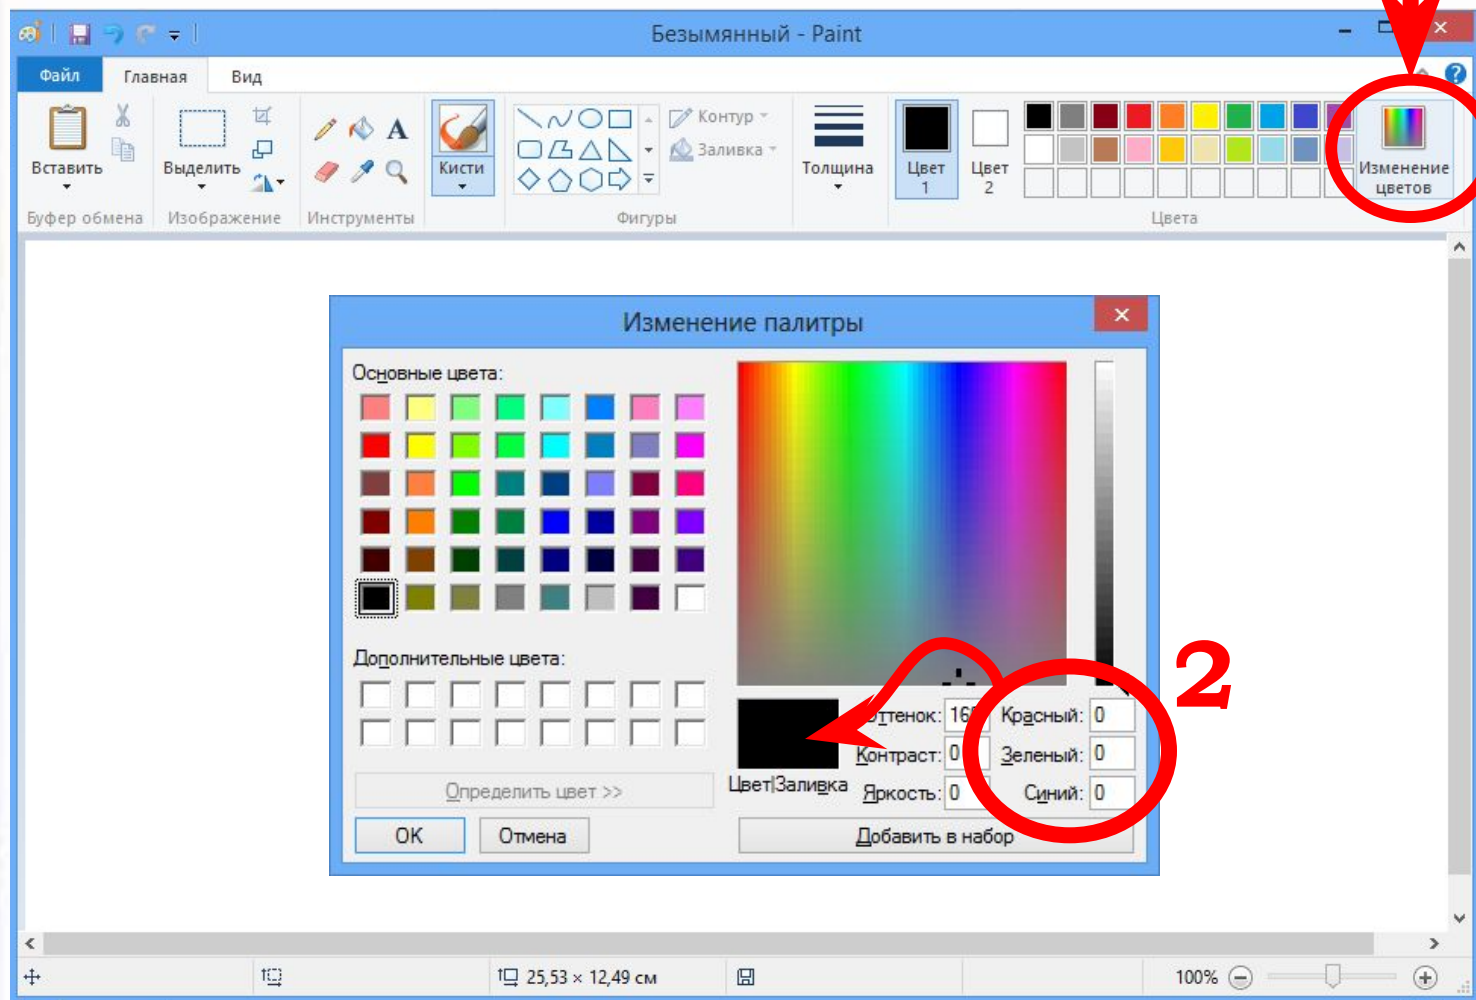 Безымянный - Paint
Файл Главная Вид
Вставить
Выделить
Кисти
Контур
Заливка
Толщина
Цвет 1
Цвет 2
Изменение цветов
Буфер обмена Изображение Инструменты Фигуры Цвета
Изменение палитры
Основные цвета:
Дополнительные цвета:
2
Оттенок: 160 Красный: 0
Контраст: 0 Зеленый: 0
Цвет|Заливка Яркость: 0 Синий: 0
Определить цвет >>
ОК Отмена Добавить в набор
25,53 × 12,49 см 100%